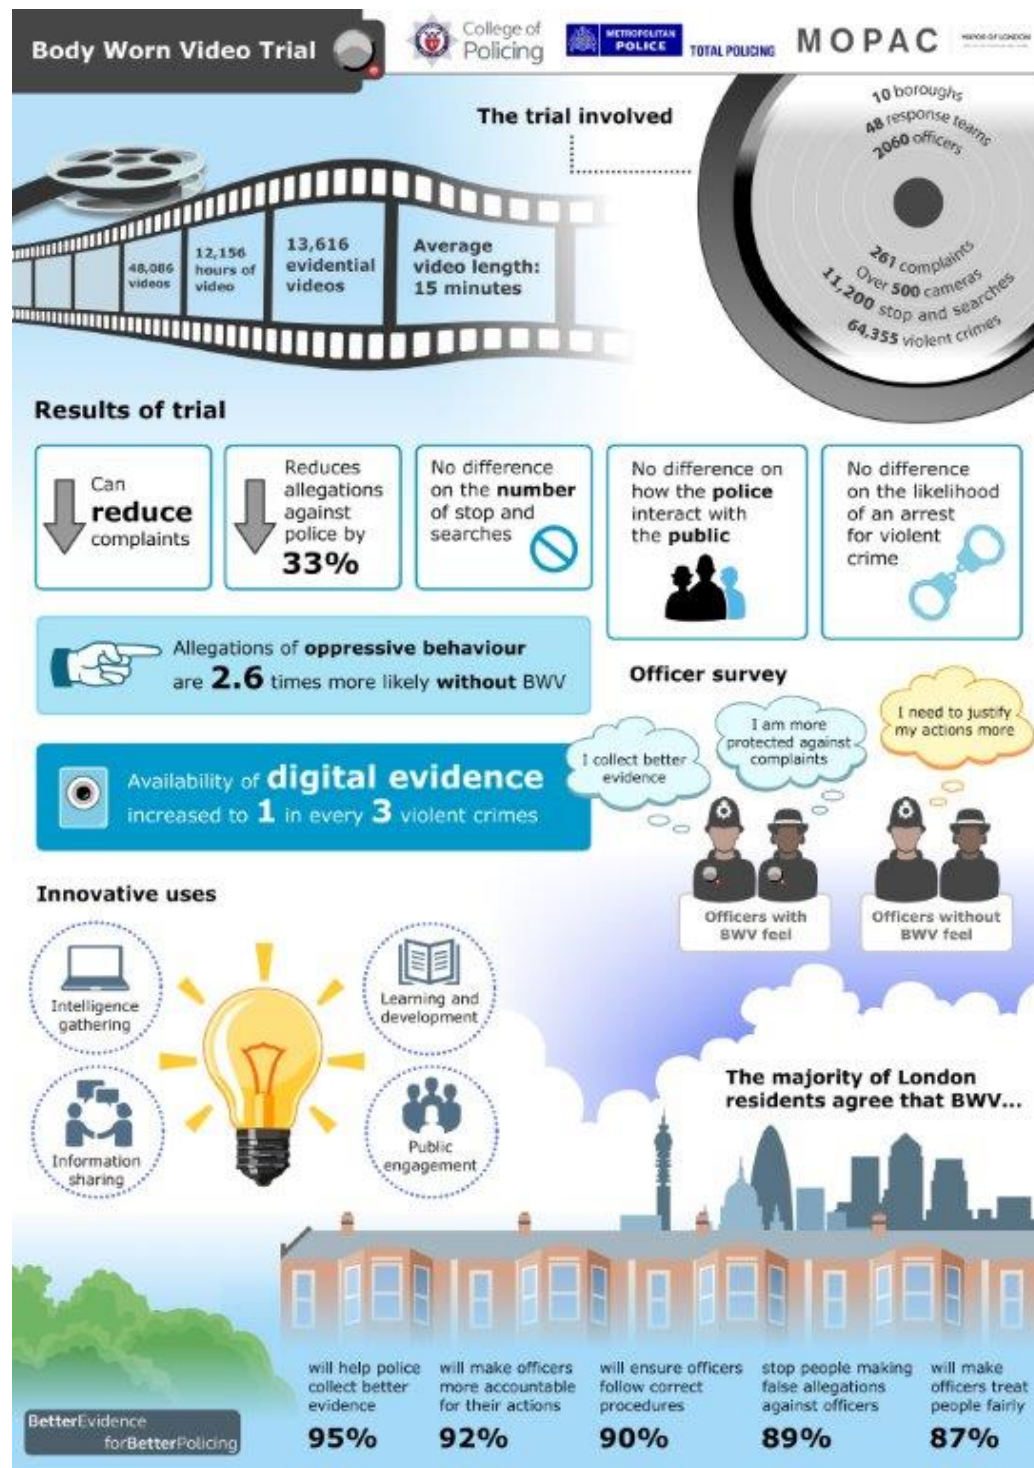 Body Worn Video Trial
College of
Policing
METROPOLITAN
POLICE
TOTAL POLICING
MOPAC
MAYOR OF LONDON
The trial involved
10 boroughs
48 response teams
2060 officers
261 complaints
Over 500 cameras
11,200 stop and searches
64,355 violent crimes
48,086
videos
12,156
hours of
video
13,616
evidential
videos
Average
video length:
15 minutes
Results of trial
Can
reduce
complaints
Reduces
allegations
against
police by
33%
No difference
on the number
of stop and
searches
No difference on
how the police
interact with
the public
No difference
on the likelihood
of an arrest
for violent
crime
Allegations of oppressive behaviour
are 2.6 times more likely without BWV
Availability of digital evidence
increased to 1 in every 3 violent crimes
Officer survey
I collect better
evidence
I am more
protected against
complaints
I need to justify
my actions more
Officers with
BWV feel
Officers without
BWV feel
Innovative uses
Intelligence
gathering
Learning and
development
Information
sharing
Public
engagement
The majority of London
residents agree that BWV...
will help police
collect better
evidence
95%
will make officers
more accountable
for their actions
92%
will ensure officers
follow correct
procedures
90%
stop people making
false allegations
against officers
89%
will make
officers treat
people fairly
87%
BetterEvidence
forBetterPolicing